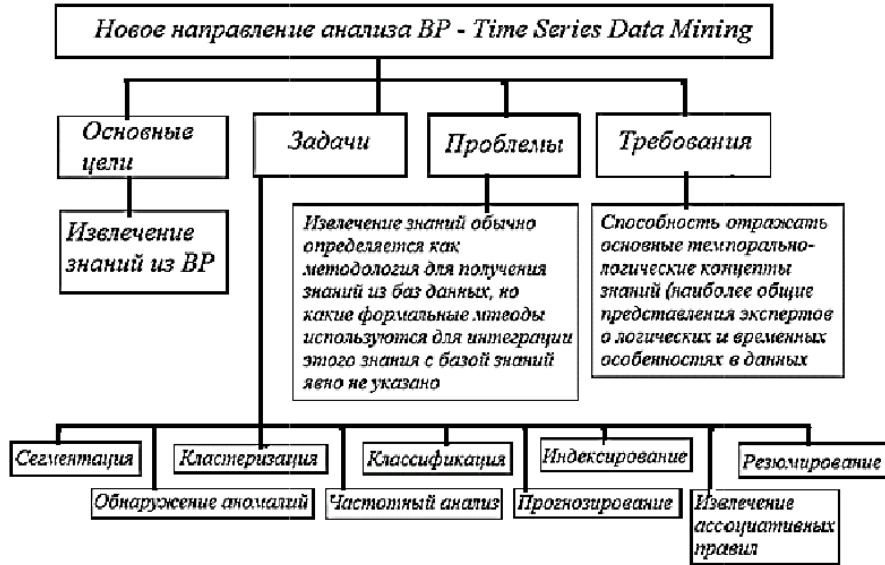 Новое направление анализа ВР - Time Series Data Mining
Основные
цели
Задачи
Проблемы
Требования
Извлечение
знаний из ВР
Извлечение знаний обычно
определяется как
методология для получения
знаний из баз данных, но
какие формальные мтеоды
используются для интеграции
этого знания с базой знаний
явно не указано
Способность отражать
основные темпорально-
логические концепты
знаний (наиболее общие
представления экспертов
о логических и временных
особенностях в данных
Сегментация
Кластеризация
Классификация
Индексирование
Резюмирование
Обнаружение аномалий
Частотный анализ
Прогнозирование
Извлечение
ассоциативных
правил